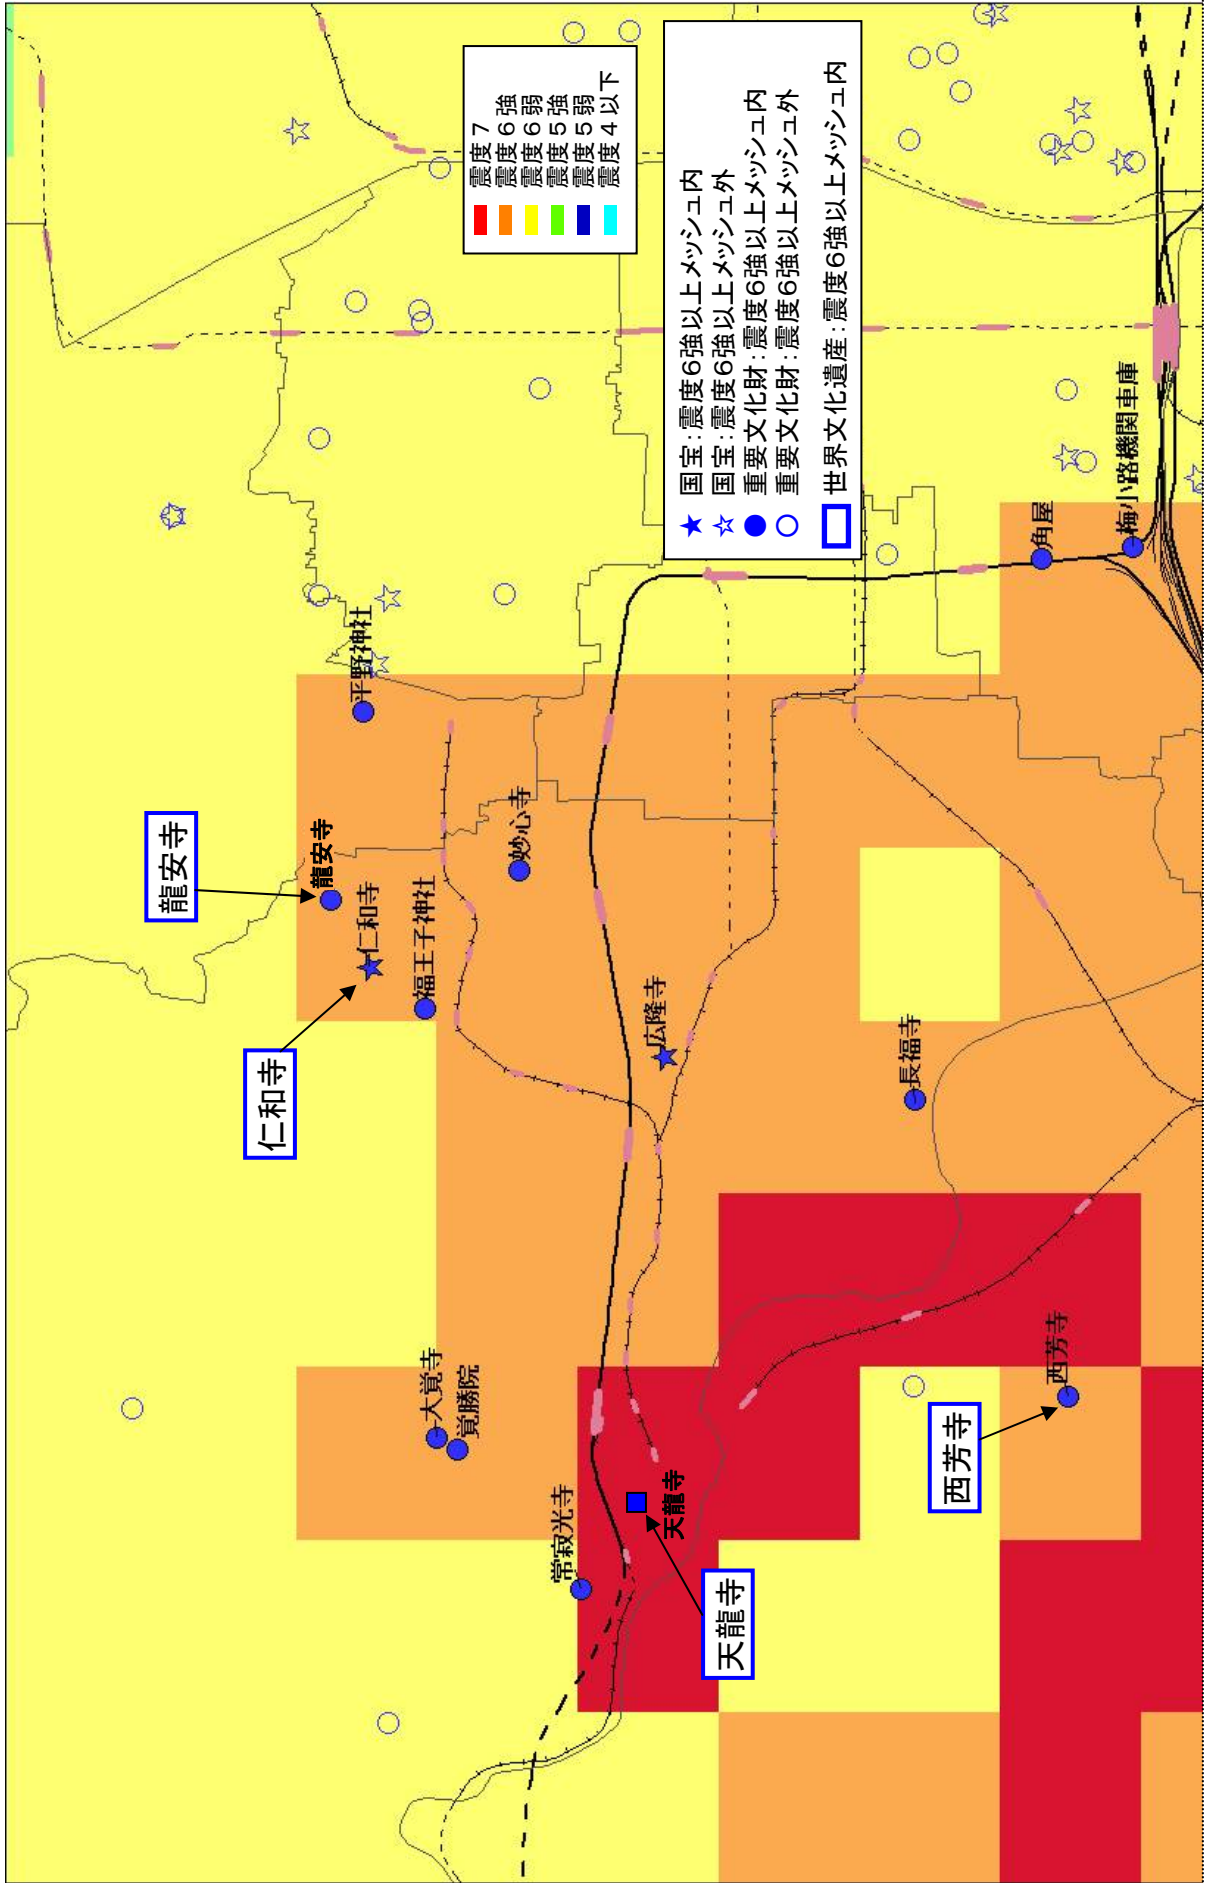 震度7
震度6強
震度6弱
震度5強
震度5弱
震度4以下
国宝:震度6強以上メッシュ内
国宝:震度6強以上メッシュ外
重要文化財:震度6強以上メッシュ内
重要文化財:震度6強以上メッシュ外
世界文化遺産:震度6強以上メッシュ内
龍安寺
仁和寺
天龍寺
西芳寺
平野神社
龍安寺
仁和寺
福王子神社
妙心寺
広隆寺
長福寺
大覚寺
覚勝院
常寂光寺
天龍寺
西芳寺
角屋
梅小路機関車庫